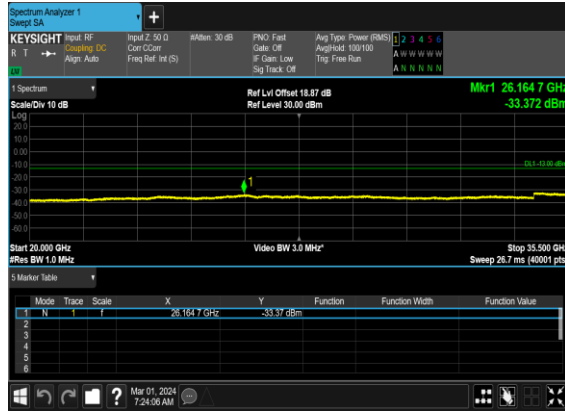 Spectrum Analyzer 1
Swept SA
+
KEYSIGHT Input: RF Input Z: 50 Ω #Atten: 30 dB PNO: Fast Avg Type: Power (RMS) 1 2 3 4 5 6
R T Coupling: DC Corr CCorr Gate: Off Avg|Hold: 100/100 A W W W W W
Align: Auto Freq Ref: Int (S) IF Gain: Low Trig: Free Run
Sig Track: Off A N N N N N
1 Spectrum Ref Lvl Offset 18.87 dB Mkr1 26.164 7 GHz
Scale/Div 10 dB Ref Level 30.00 dBm -33.372 dBm
Log
20.0
10.0
0.00
-10.0 DL1 -13.00 dBm
-20.0
-30.0 1
-40.0
-50.0
-60.0
Start 20.000 GHz Video BW 3.0 MHz* Stop 35.500 GHz
#Res BW 1.0 MHz Sweep 26.7 ms (40001 pts)
5 Marker Table
Mode Trace Scale X Y Function Function Width Function Value
1 N 1 f 26.164 7 GHz -33.37 dBm
2
3
4
5
6
? Mar 01, 2024
7:24:06 AM